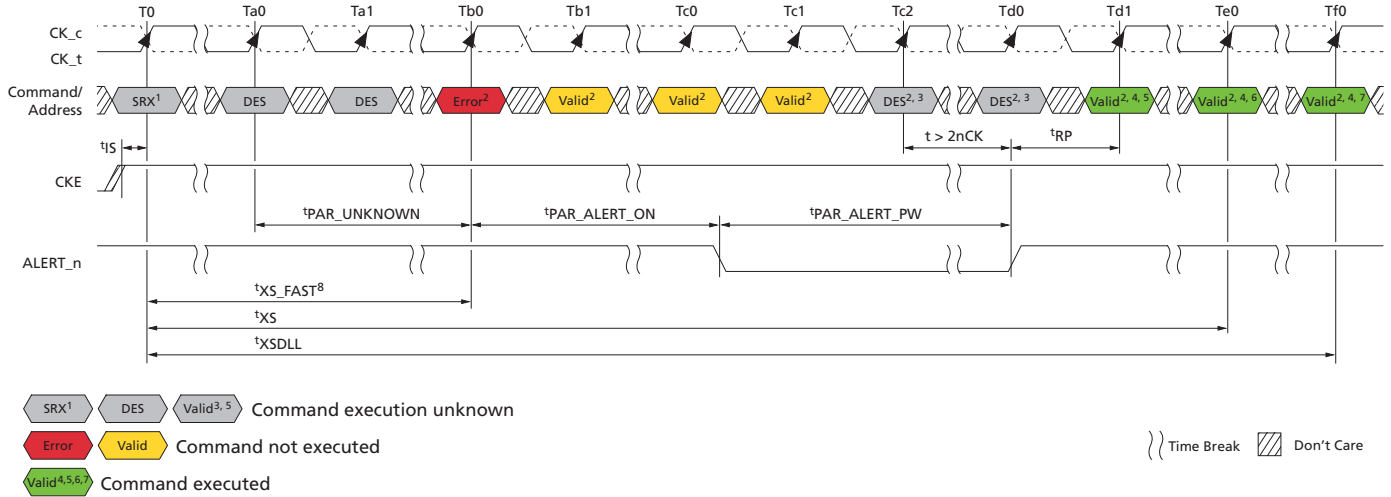 T0 Ta0 Ta1 Tb0 Tb1 Tc0 Tc1 Tc2 Td0 Td1 Te0 Tf0
CK_c
CK_t
Command/
Address
SRX1 DES DES Error2 Valid2 Valid2 Valid2 DES2, 3 DES2, 3 Valid2, 4, 5 Valid2, 4, 6 Valid2, 4, 7
tIS t > 2nCK tRP
CKE
tPAR_UNKNOWN tPAR_ALERT_ON tPAR_ALERT_PW
ALERT_n
tXS_FAST8
tXS
tXSDLL
SRX1 DES Valid3, 5 Command execution unknown
Error Valid Command not executed
Time Break Don't Care
Valid4,5,6,7 Command executed